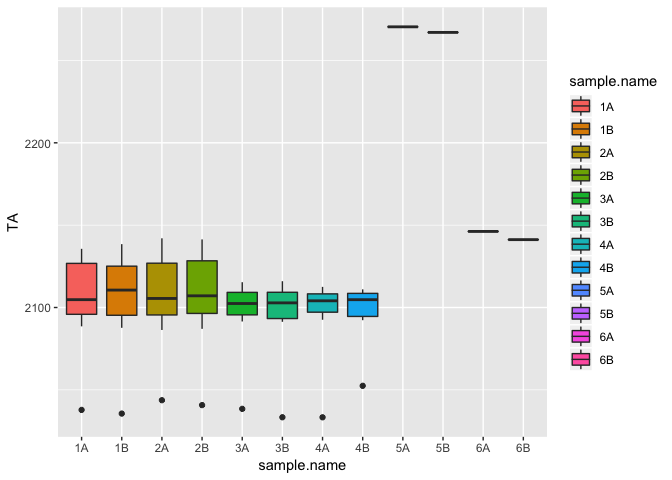 TA
2200
2100
1A 1B 2A 2B 3A 3B 4A 4B 5A 5B 6A 6B
sample.name
sample.name
1A
1B
2A
2B
3A
3B
4A
4B
5A
5B
6A
6B